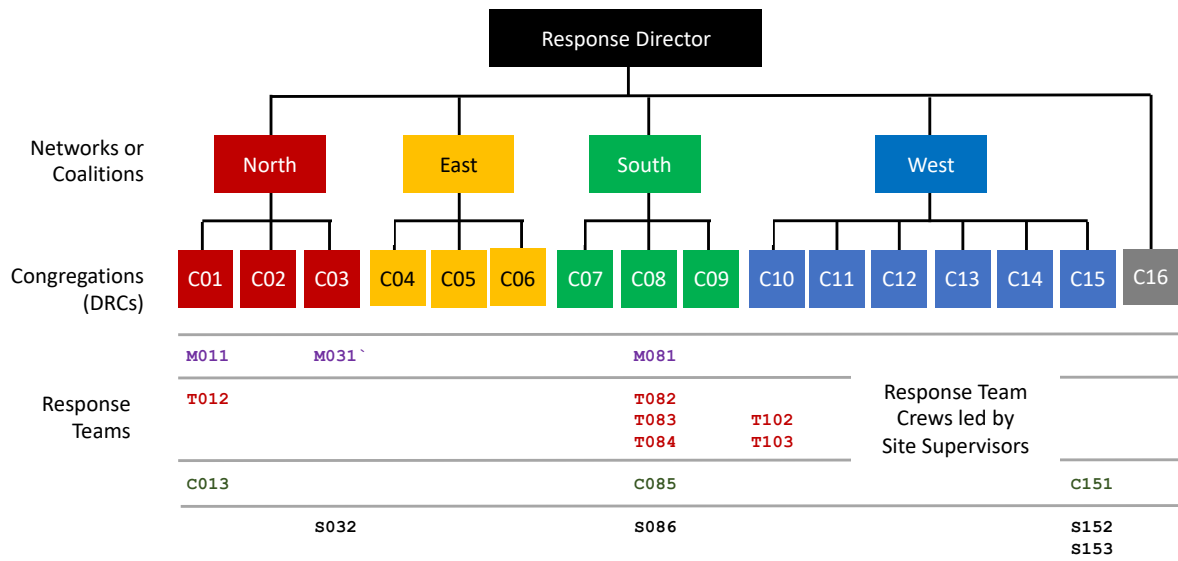 Response Director
Networks or
Coalitions
North East South West
Congregations
(DRCs)
C01 C02 C03 C04 C05 C06 C07 C08 C09 C10 C11 C12 C13 C14 C15 C16
M011 M031` M081
Response
Teams
T012 T082
T083 T102
T084 T103
Response Team
Crews led by
Site Supervisors
C013 C085 C151
S032 S086 S152
S153